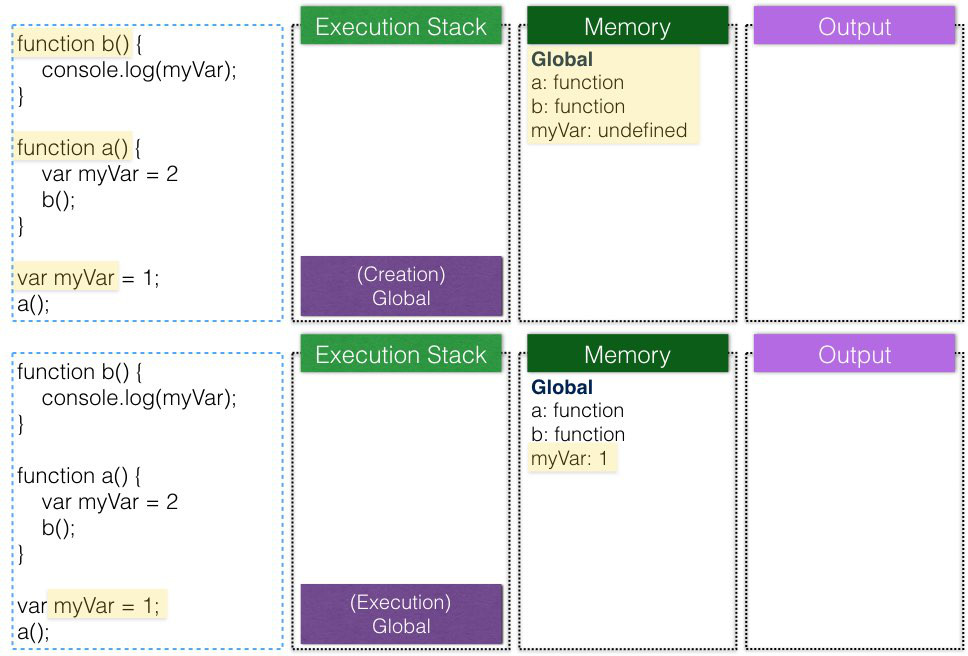 function b() {
console.log(myVar);
}
function a() {
var myVar = 2
b();
}
var myVar = 1;
a();
Execution Stack
(Creation)
Global
Memory
Global
a: function
b: function
myVar: undefined
Output
function b() {
console.log(myVar);
}
function a() {
var myVar = 2
b();
}
var myVar = 1;
a();
Execution Stack
(Execution)
Global
Memory
Global
a: function
b: function
myVar: 1
Output